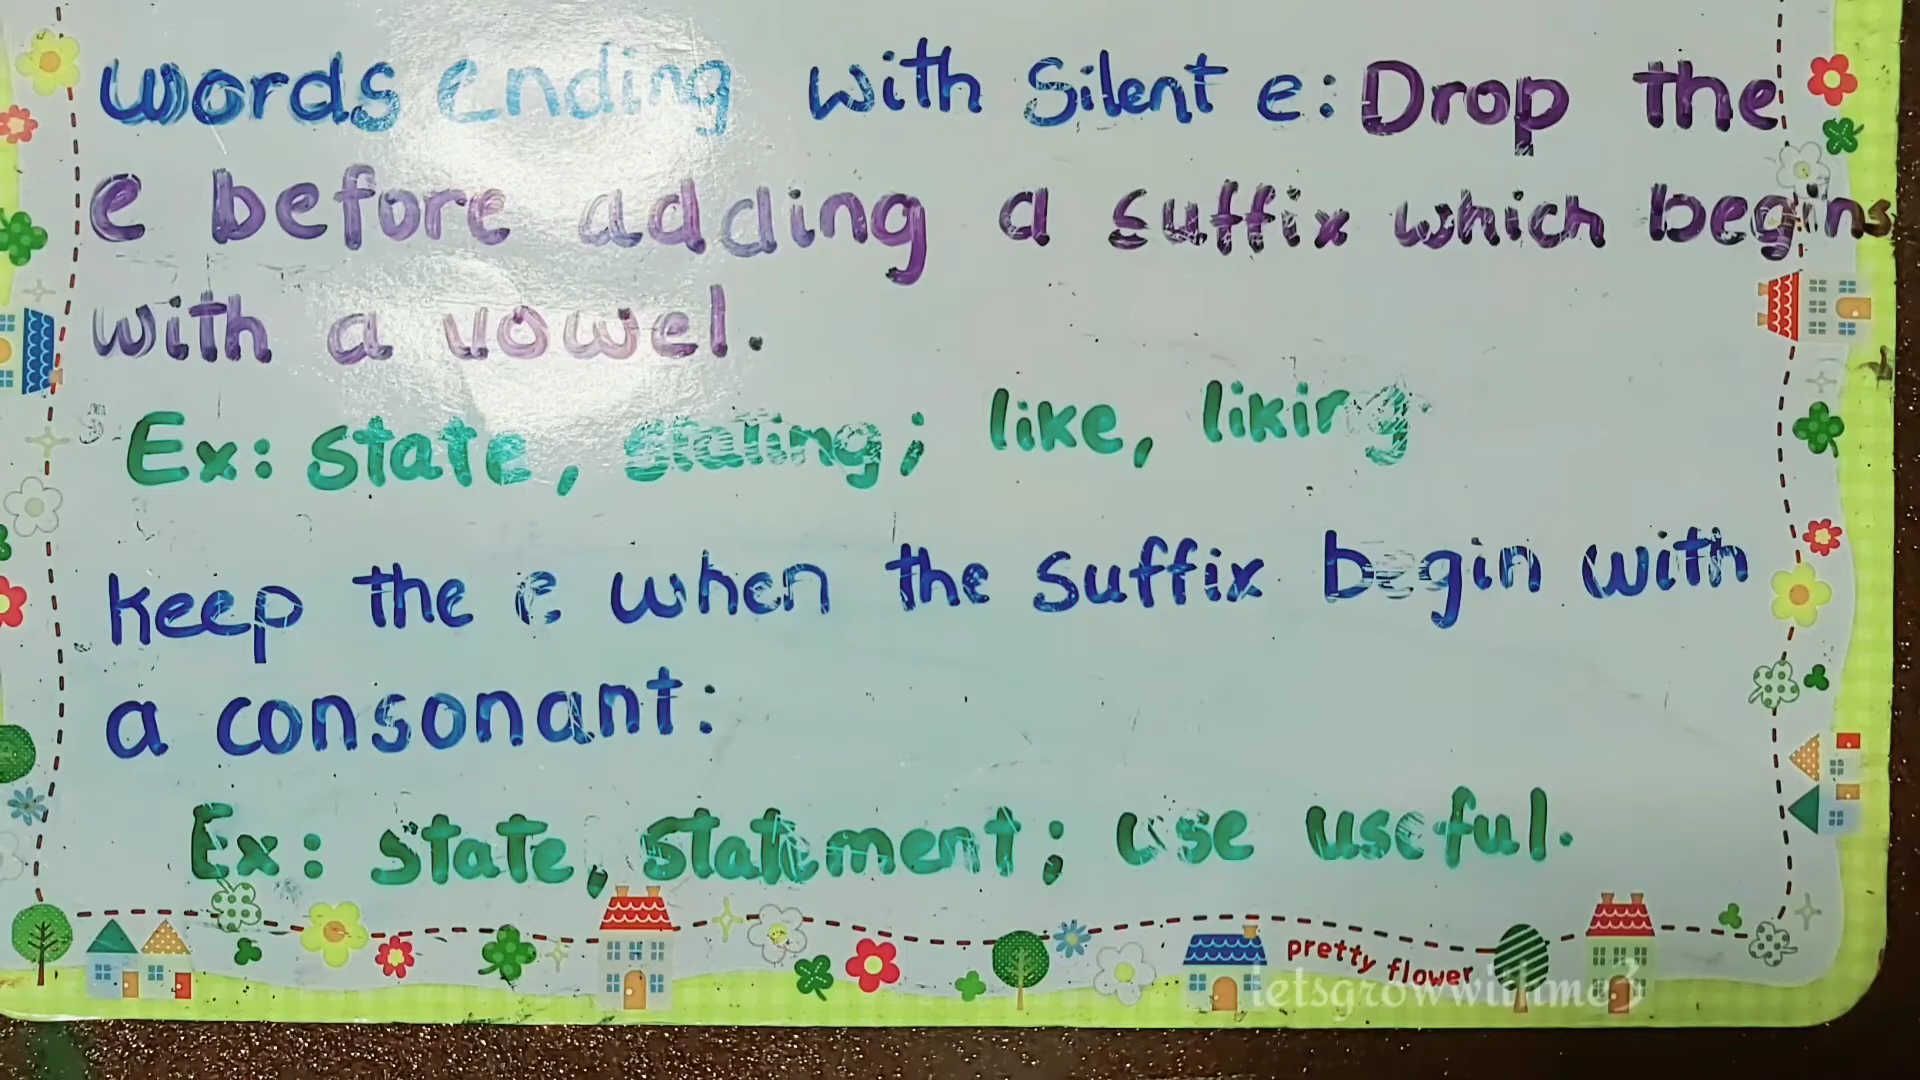 words ending with Silent e: Drop the
e before adding a suffix which begins
with a vowel.
Ex: state, stating; like, liking
keep the e when the suffix begin with
a consonant:
Ex: state, statement; use useful.
pretty flower
letsgrowwithme3